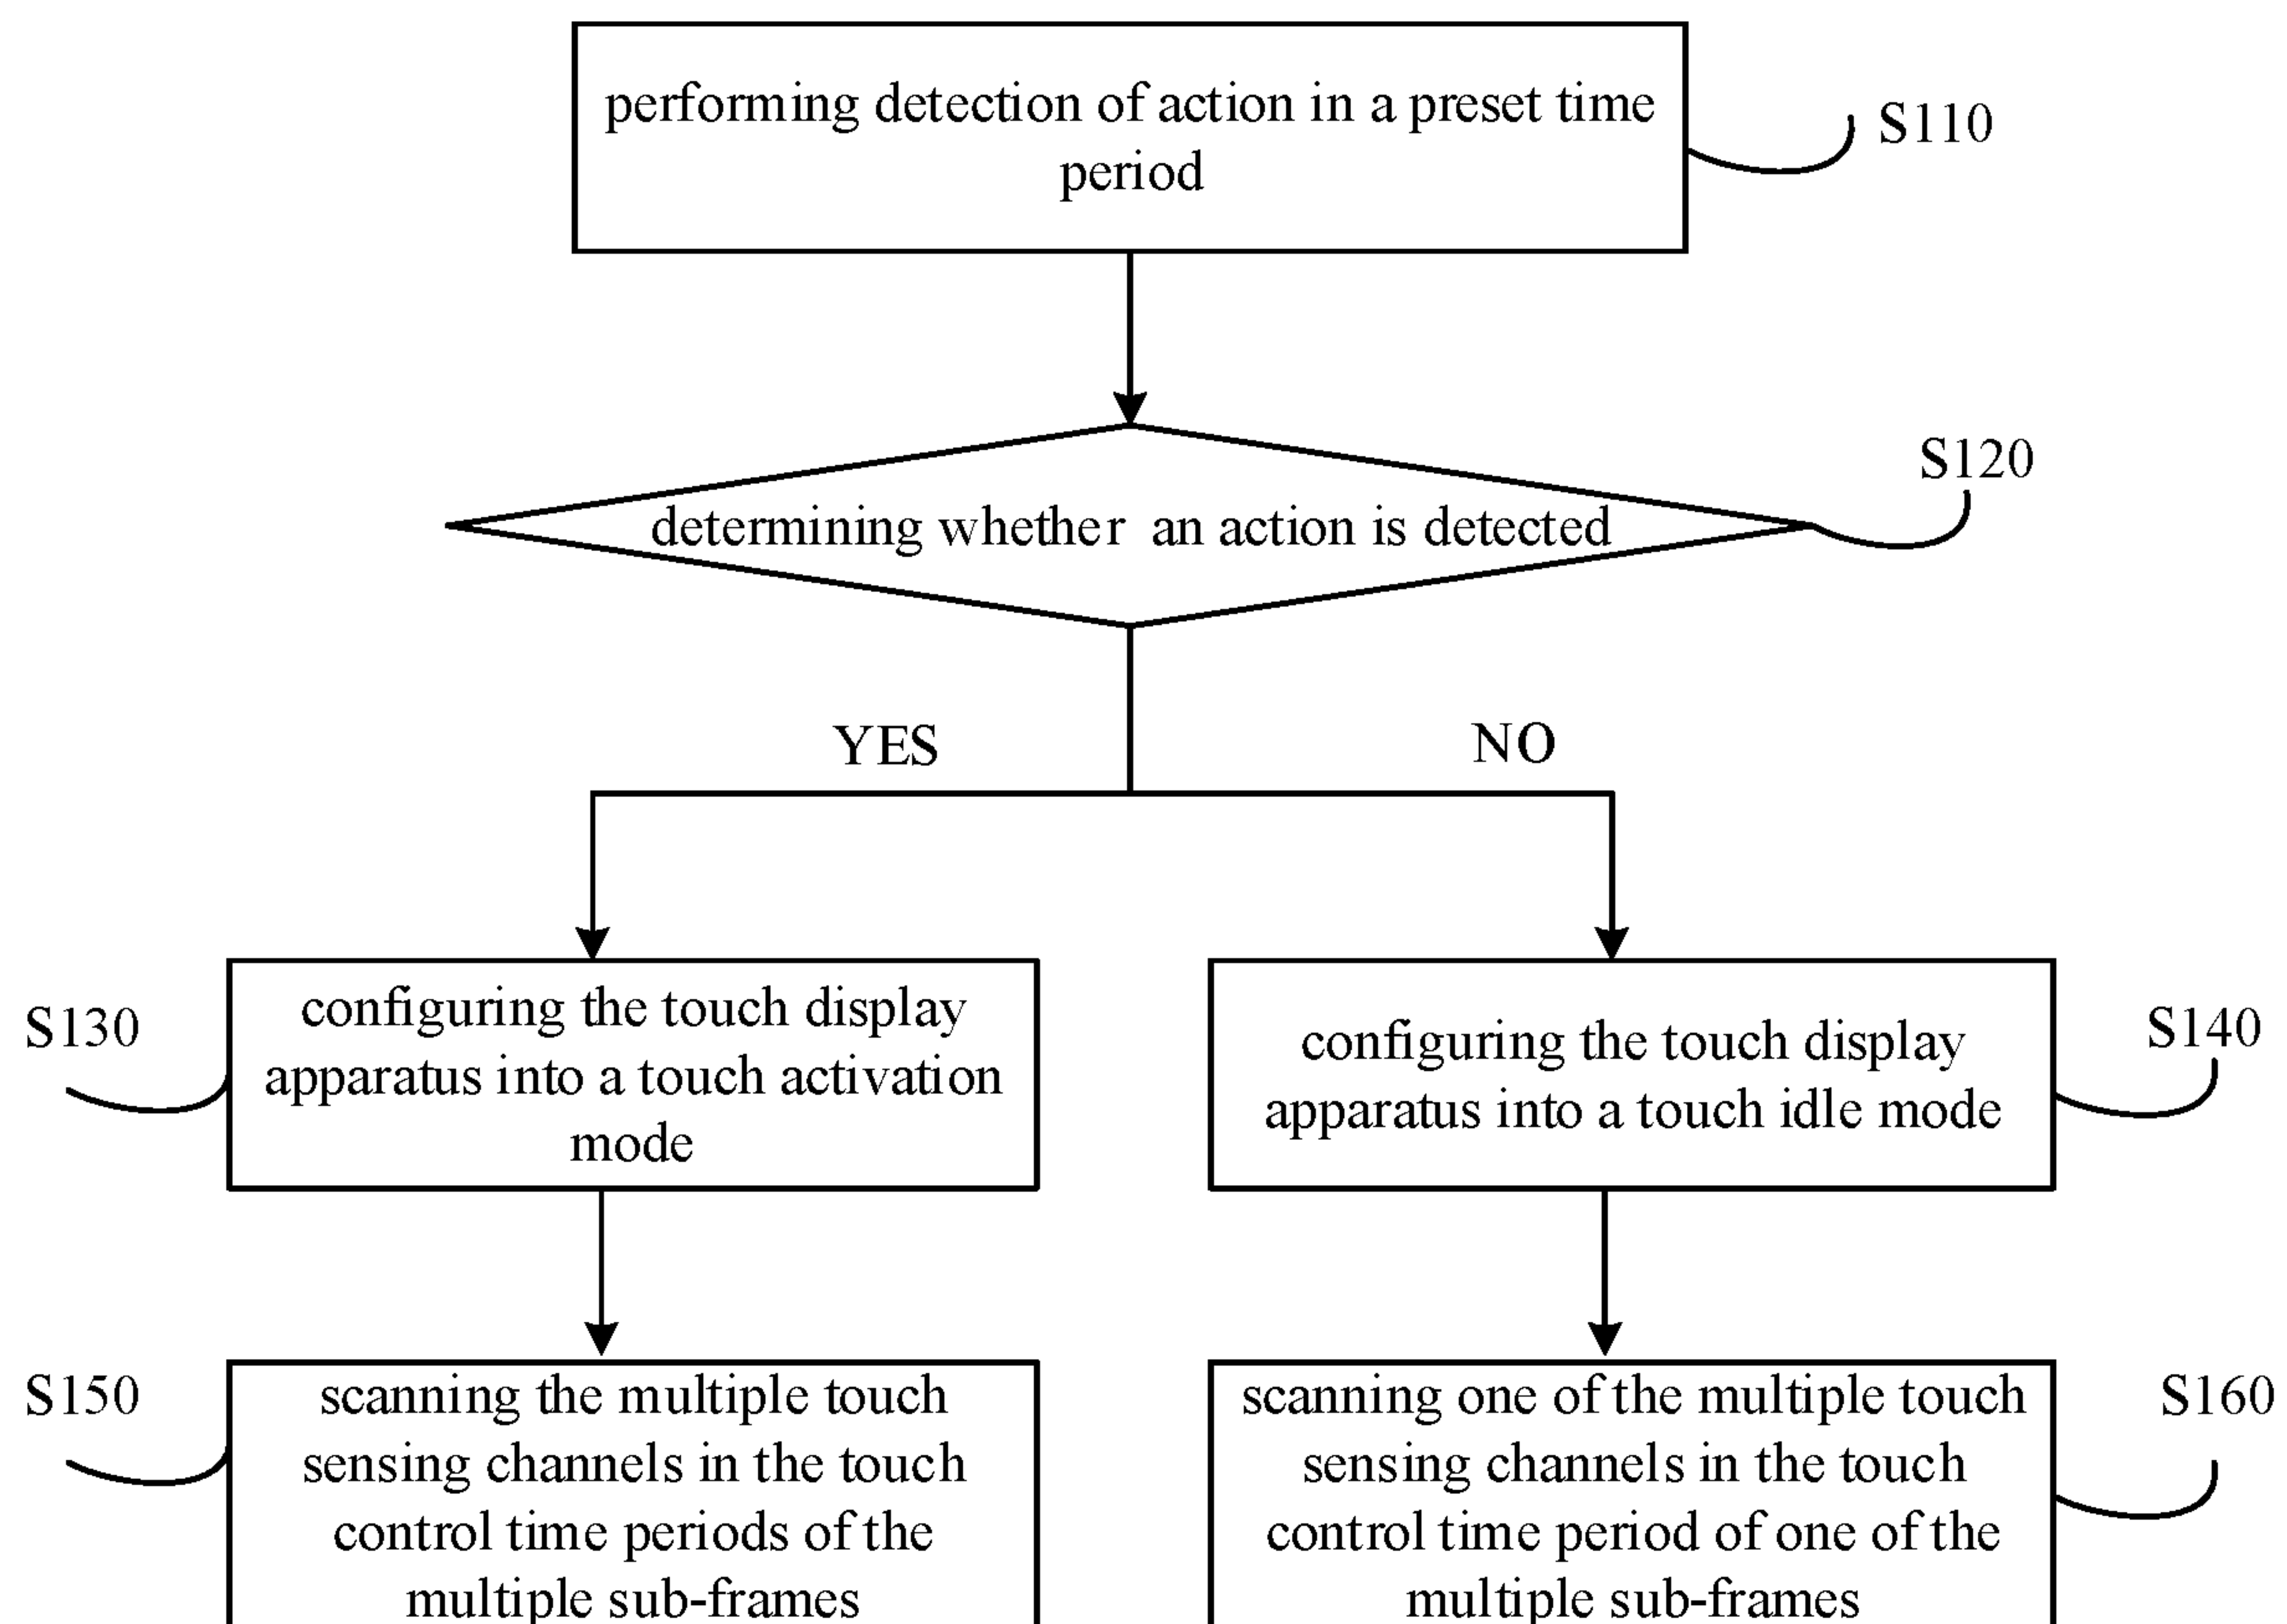 performing detection of action in a preset time
period
S110
S120
determining whether an action is detected
YES
NO
S130
configuring the touch display
apparatus into a touch activation
mode
configuring the touch display
apparatus into a touch idle mode
S140
S150
scanning the multiple touch
sensing channels in the touch
control time periods of the
multiple sub-frames
scanning one of the multiple touch
sensing channels in the touch
control time period of one of the
multiple sub-frames
S160